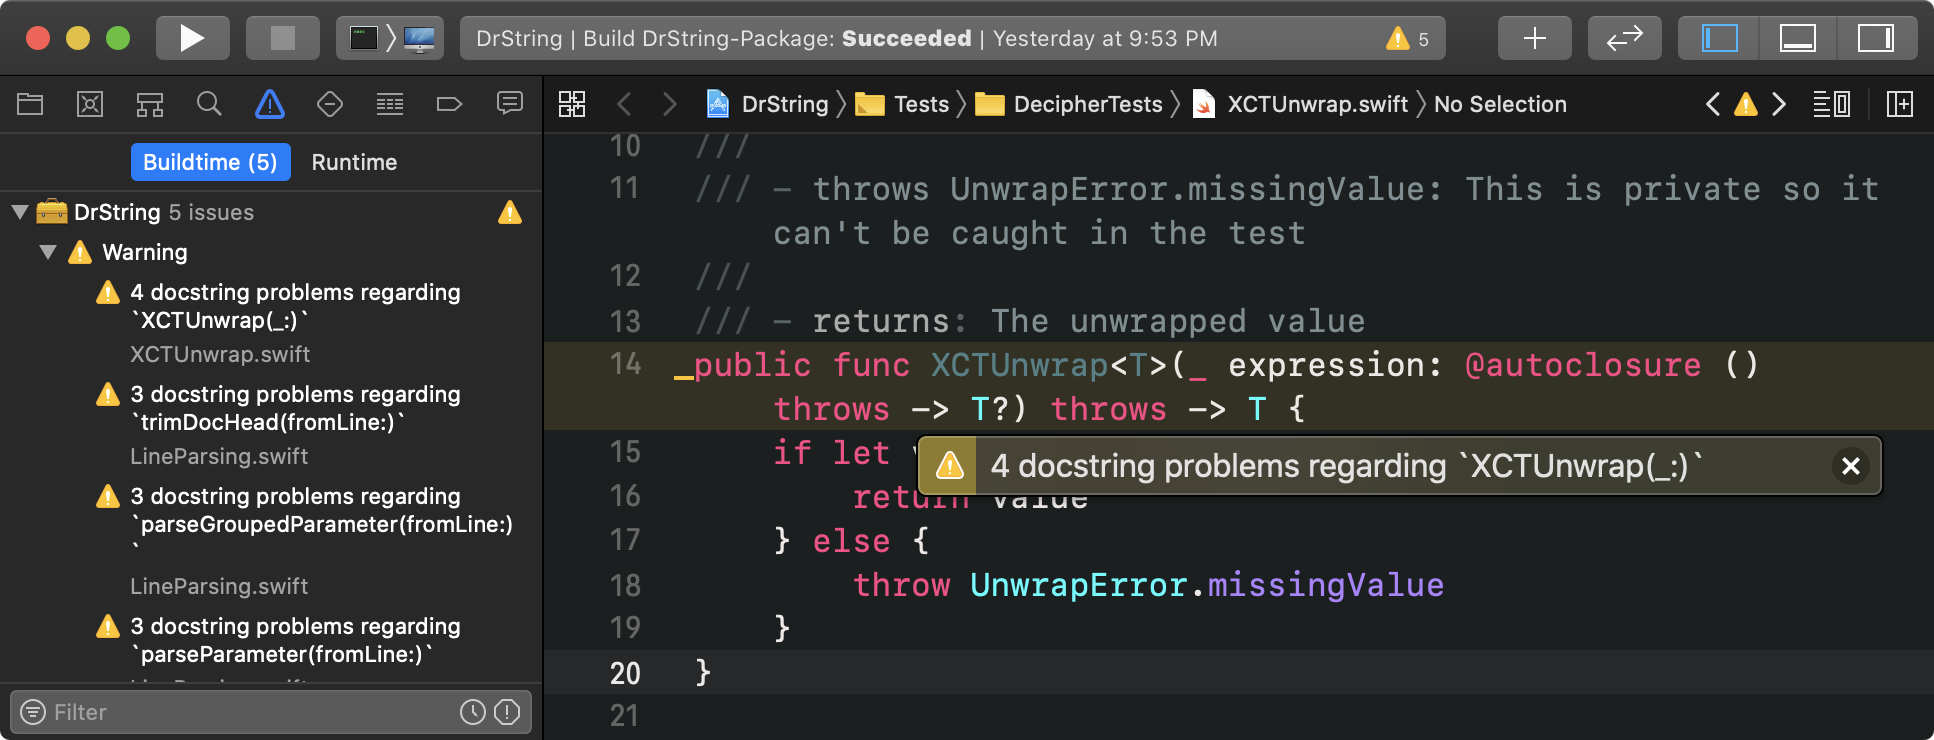 DrString | Build DrString-Package: Succeeded | Yesterday at 9:53 PM
5
DrString
Tests
DecipherTests
XCTUnwrap.swift
No Selection
Buildtime (5)
Runtime
DrString 5 issues
Warning
4 docstring problems regarding
`XCTUnwrap(_:)`
XCTUnwrap.swift
3 docstring problems regarding
`trimDocHead(fromLine:)`
LineParsing.swift
3 docstring problems regarding
`parseGroupedParameter(fromLine:)
`
LineParsing.swift
3 docstring problems regarding
`parseParameter(fromLine:)`
Filter
10 ///
11 /// - throws UnwrapError.missingValue: This is private so it
can't be caught in the test
12 ///
13 /// - returns: The unwrapped value
14 public func XCTUnwrap<T>(_ expression: @autoclosure ()
throws -> T?) throws -> T {
15 if let
4 docstring problems regarding `XCTUnwrap(_:)`
16 return value
17 } else {
18 throw UnwrapError.missingValue
19 }
20 }
21